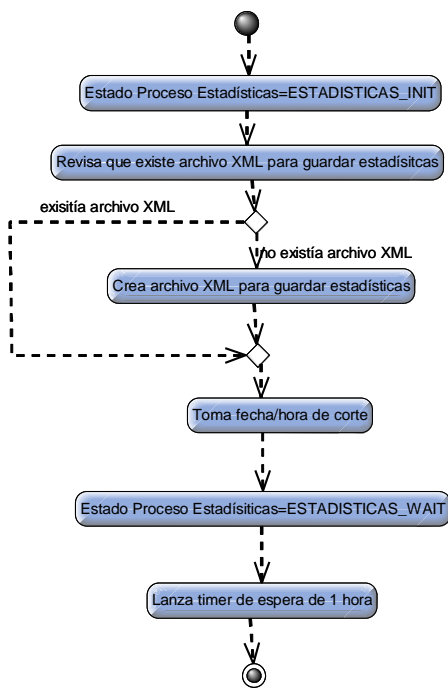 Estado Proceso Estadísticas=ESTADISTICAS_INIT
Revisa que existe archivo XML para guardar estadísitcas
exisitía archivo XML
no existía archivo XML
Crea archivo XML para guardar estadísticas
Toma fecha/hora de corte
Estado Proceso Estadísiticas=ESTADISTICAS_WAIT
Lanza timer de espera de 1 hora